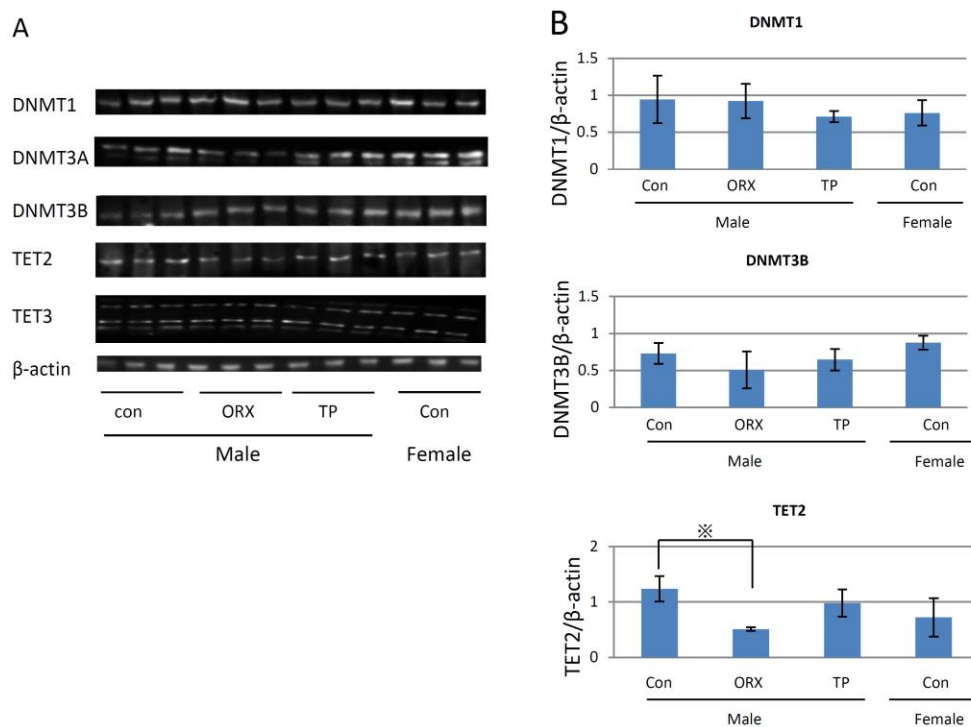 A
DNMT1
DNMT3A
DNMT3B
TET2
TET3
β-actin
con ORX TP Con
Male Female
B
DNMT1
DNMT1/β-actin
1.5
1
0.5
0
Con ORX TP Con
Male Female
DNMT3B
DNMT3B/β-actin
1.5
1
0.5
0
Con ORX TP Con
Male Female
TET2
TET2/β-actin
※
2
1
0
Con ORX TP Con
Male Female